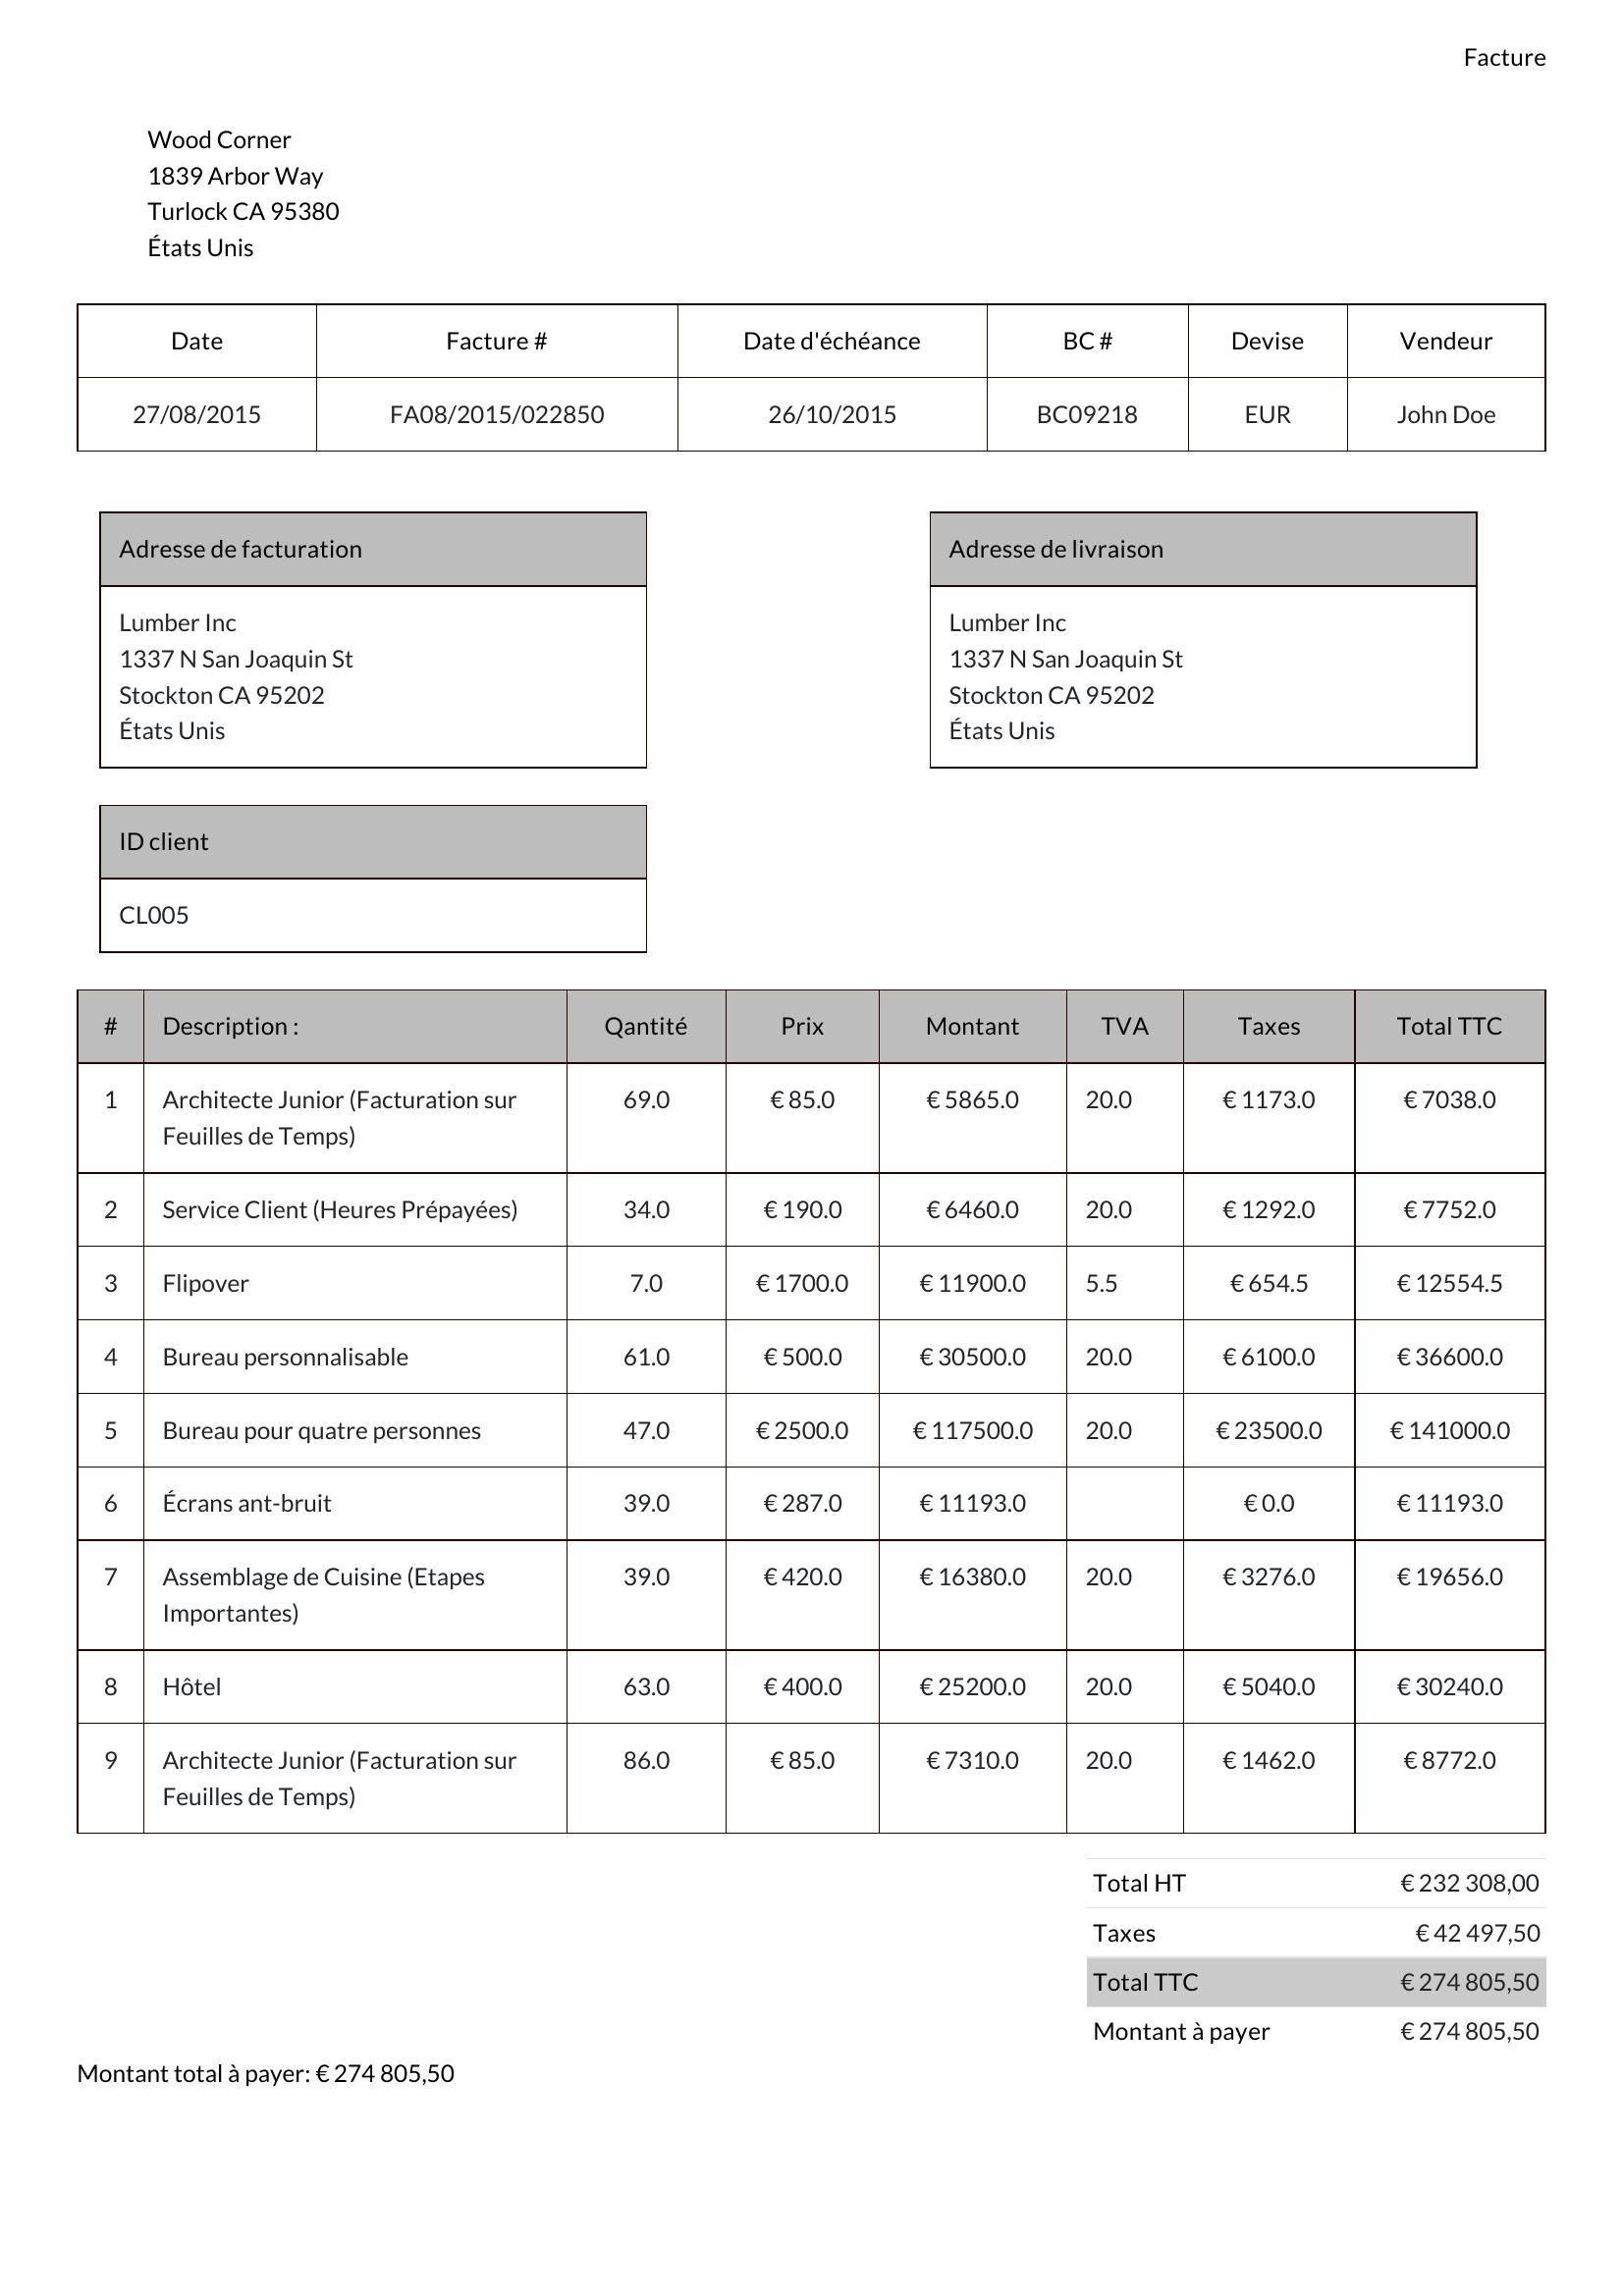 Facture
Wood Corner
1839 Arbor Way
Turlock CA 95380
États Unis
Date Facture # Date d'échéance BC # Devise Vendeur
27/08/2015 FA08/2015/022850 26/10/2015 BC09218 EUR John Doe
Adresse de facturation
Lumber Inc
1337 N San Joaquin St
Stockton CA 95202
États Unis
Adresse de livraison
Lumber Inc
1337 N San Joaquin St
Stockton CA 95202
États Unis
ID client
CL005
# Description : Qantité Prix Montant TVA Taxes Total TTC
1 Architecte Junior (Facturation sur 69.0 € 85.0 € 5865.0 20.0 € 1173.0 € 7038.0
Feuilles de Temps)
2 Service Client (Heures Prépayées) 34.0 € 190.0 € 6460.0 20.0 € 1292.0 € 7752.0
3 Flipover 7.0 € 1700.0 € 11900.0 5.5 € 654.5 € 12554.5
4 Bureau personnalisable 61.0 € 500.0 € 30500.0 20.0 € 6100.0 € 36600.0
5 Bureau pour quatre personnes 47.0 € 2500.0 € 117500.0 20.0 € 23500.0 € 141000.0
6 Écrans ant-bruit 39.0 € 287.0 € 11193.0 € 0.0 € 11193.0
7 Assemblage de Cuisine (Etapes 39.0 € 420.0 € 16380.0 20.0 € 3276.0 € 19656.0
Importantes)
8 Hôtel 63.0 € 400.0 € 25200.0 20.0 € 5040.0 € 30240.0
9 Architecte Junior (Facturation sur 86.0 € 85.0 € 7310.0 20.0 € 1462.0 € 8772.0
Feuilles de Temps)
Total HT € 232 308,00
Taxes € 42 497,50
Total TTC € 274 805,50
Montant à payer € 274 805,50
Montant total à payer: € 274 805,50